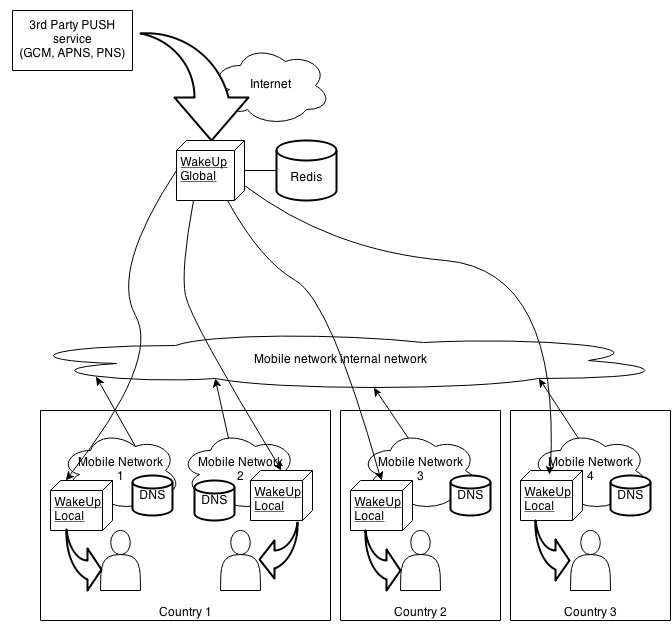 3rd Party PUSH
service
(GCM, APNS, PNS)
Internet
WakeUp
Global
Redis
Mobile network internal network
Mobile Network
1
DNS
WakeUp
Local
Mobile Network
2
DNS
WakeUp
Local
Country 1
Mobile Network
3
DNS
WakeUp
Local
Country 2
Mobile Network
4
DNS
WakeUp
Local
Country 3